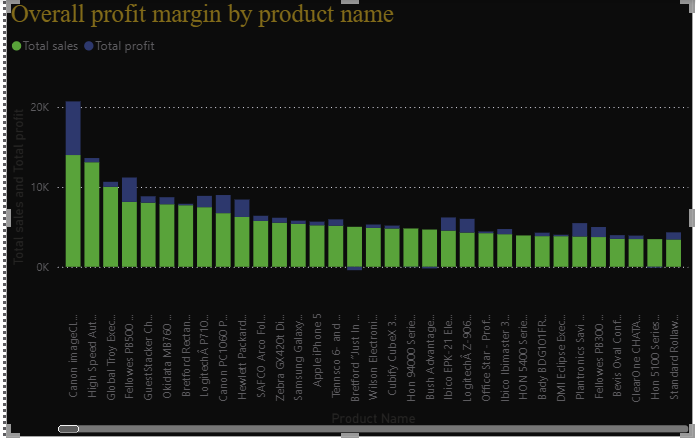 Overall profit margin by product name
Total sales Total profit
20K
10K
0K
Total sales and Total profit
Canon imageCL...
High Speed Aut...
Global Troy Exec...
Fellowes PB500 ...
GuestStacker Ch...
Okidata MB760 ...
Bretford Rectan...
LogitechÂ P710...
Canon PC1060 P...
Hewlett Packard...
SAFCO Arco Fol...
Zebra GX420t Di...
Samsung Galaxy...
Apple iPhone 5
Tennsco 6- and ...
Bretford "Just In ...
Wilson Electroni...
Cubify CubeX 3...
Hon 94000 Serie...
Bush Advantage...
Ibico EPK-21 Ele...
LogitechÂ Z-906...
Office Star - Prof...
Ibico Ibimaster 3...
HON 5400 Serie...
Bady BDG101FR...
DMI Eclipse Exec...
Plantronics Savi...
Fellowes PB300 ...
Bevis Oval Conf...
ClearOne CHATA...
Hon 5100 Series...
Standard Rollaw...
Product Name